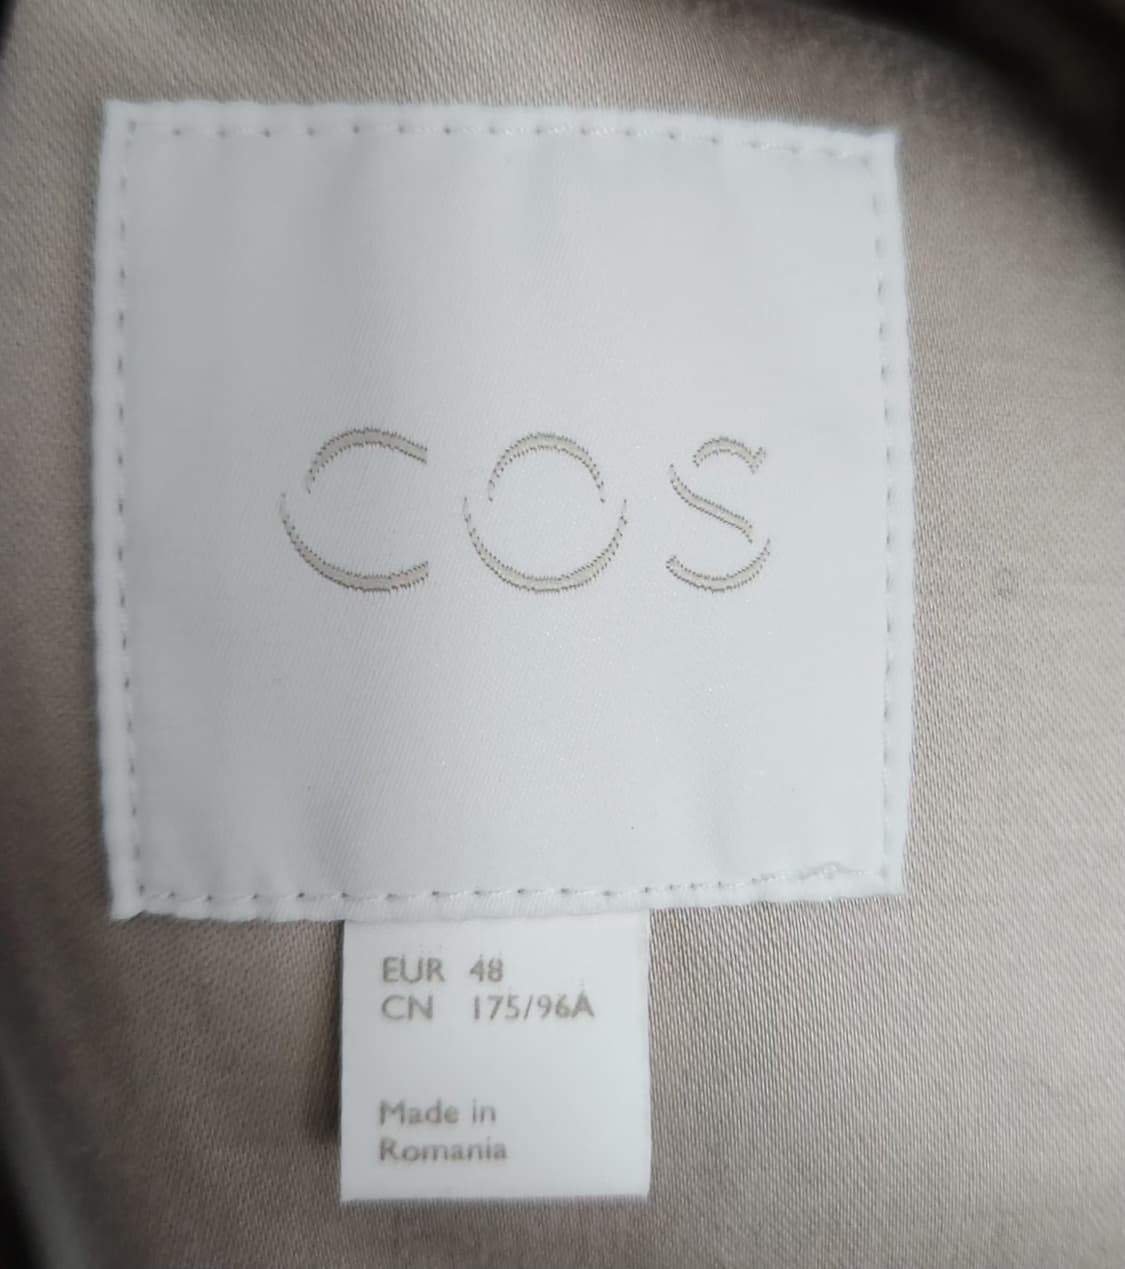 COS
EUR 48
CN 175/96A
Made in
Romania